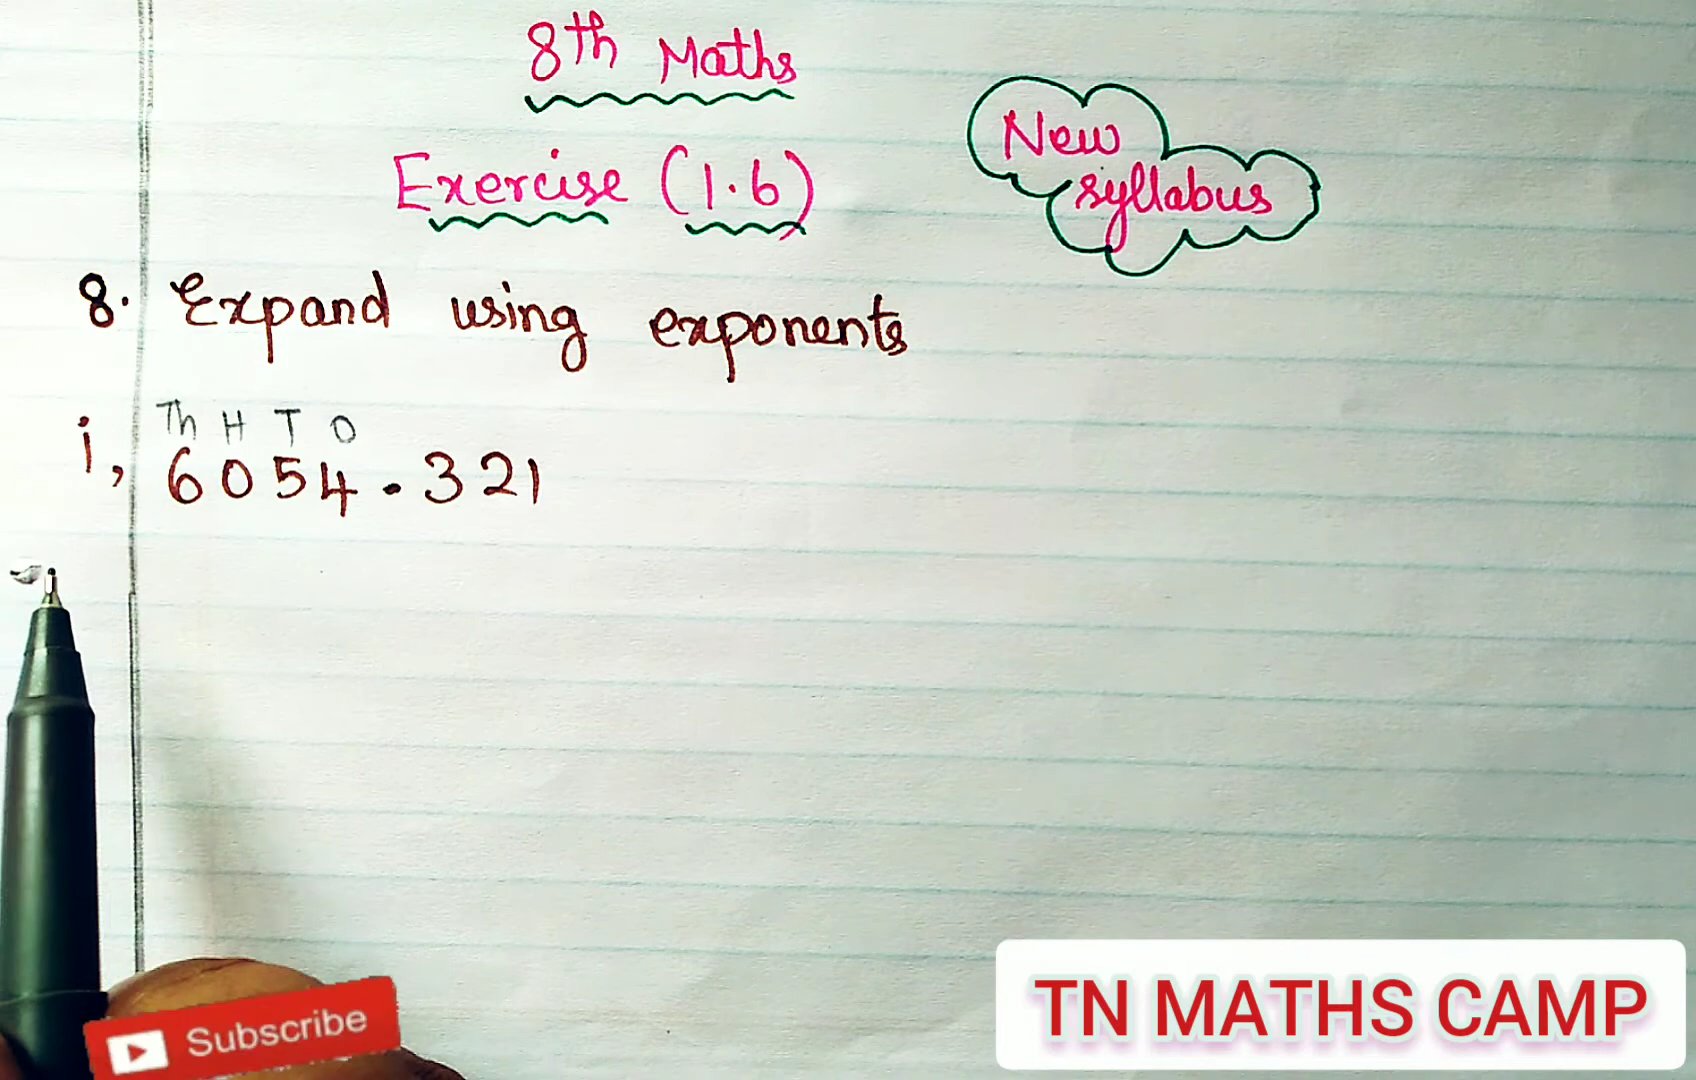 8th Maths
Exercise (1.6)
New
syllabus
8. Expand using exponents
Th H T O
i, 6054.321
Subscribe
TN MATHS CAMP